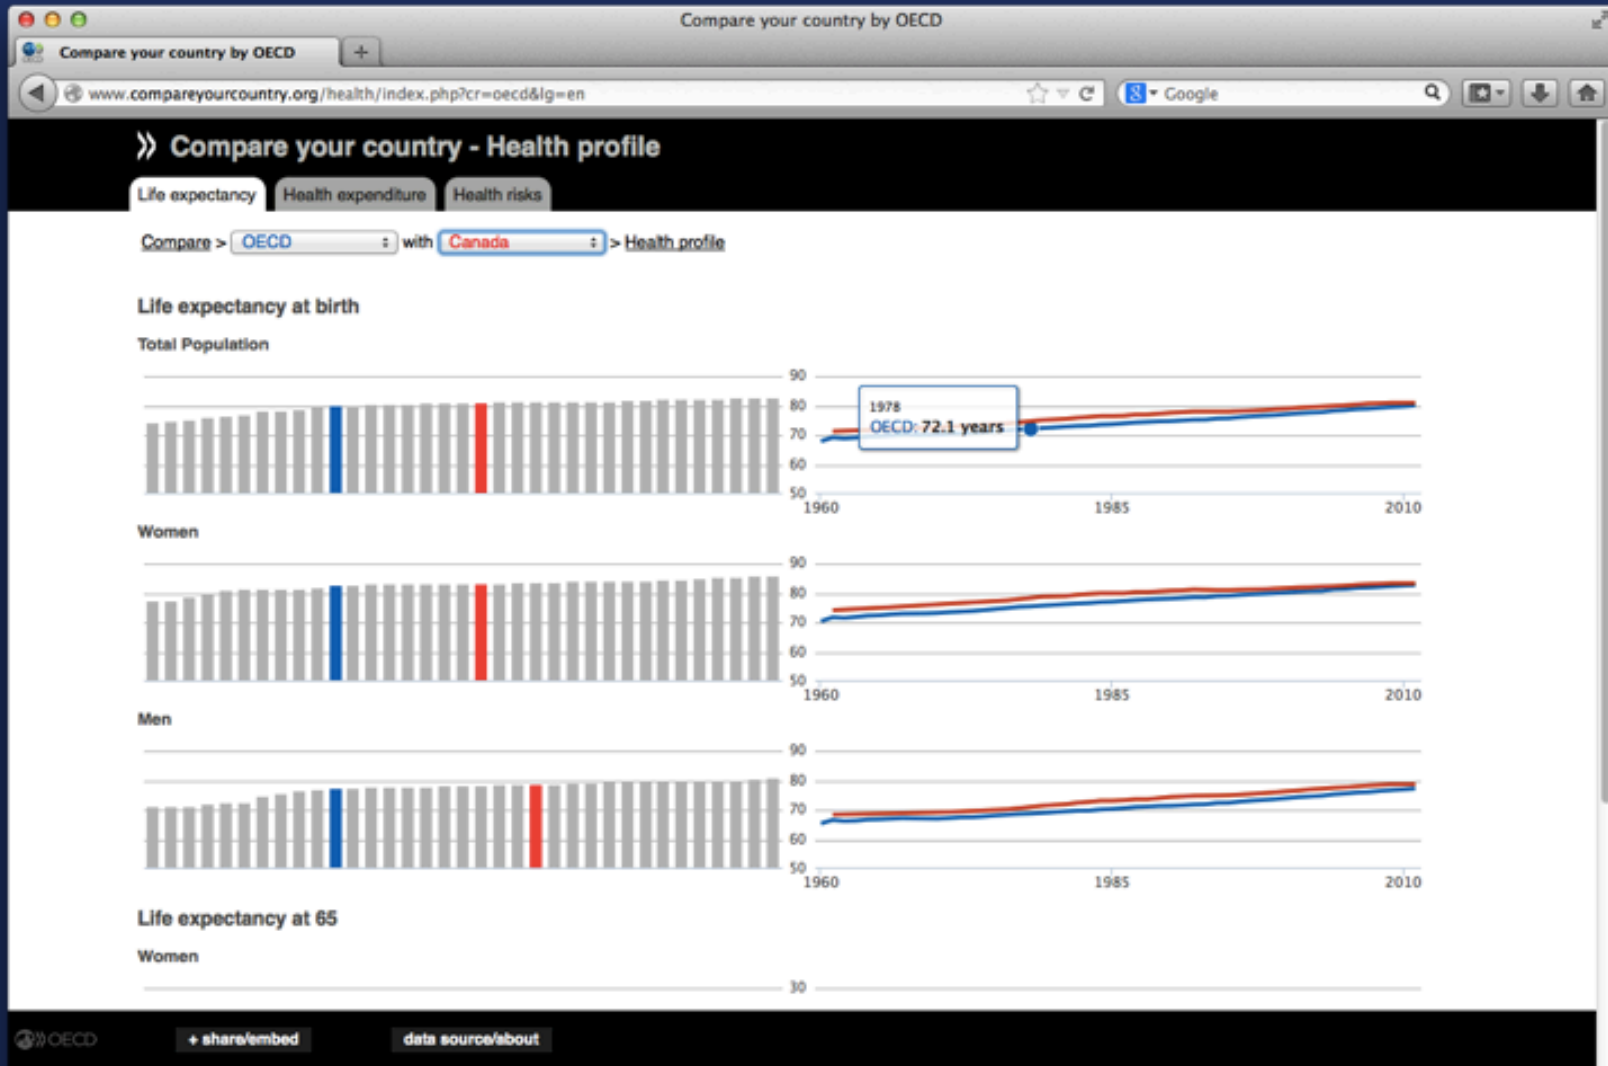 Compare your country by OECD
Compare your country by OECD
www.compareyourcountry.org/health/index.php?cr=oecd&lg=en
Google
Compare your country - Health profile
Life expectancy Health expenditure Health risks
Compare > OECD with Canada > Health profile
Life expectancy at birth
Total Population
90
80
70
60
50
1978
OECD: 72.1 years
1960 1985 2010
Women
90
80
70
60
50
1960 1985 2010
Men
90
80
70
60
50
1960 1985 2010
Life expectancy at 65
Women
30
OECD + share/embed data source/about